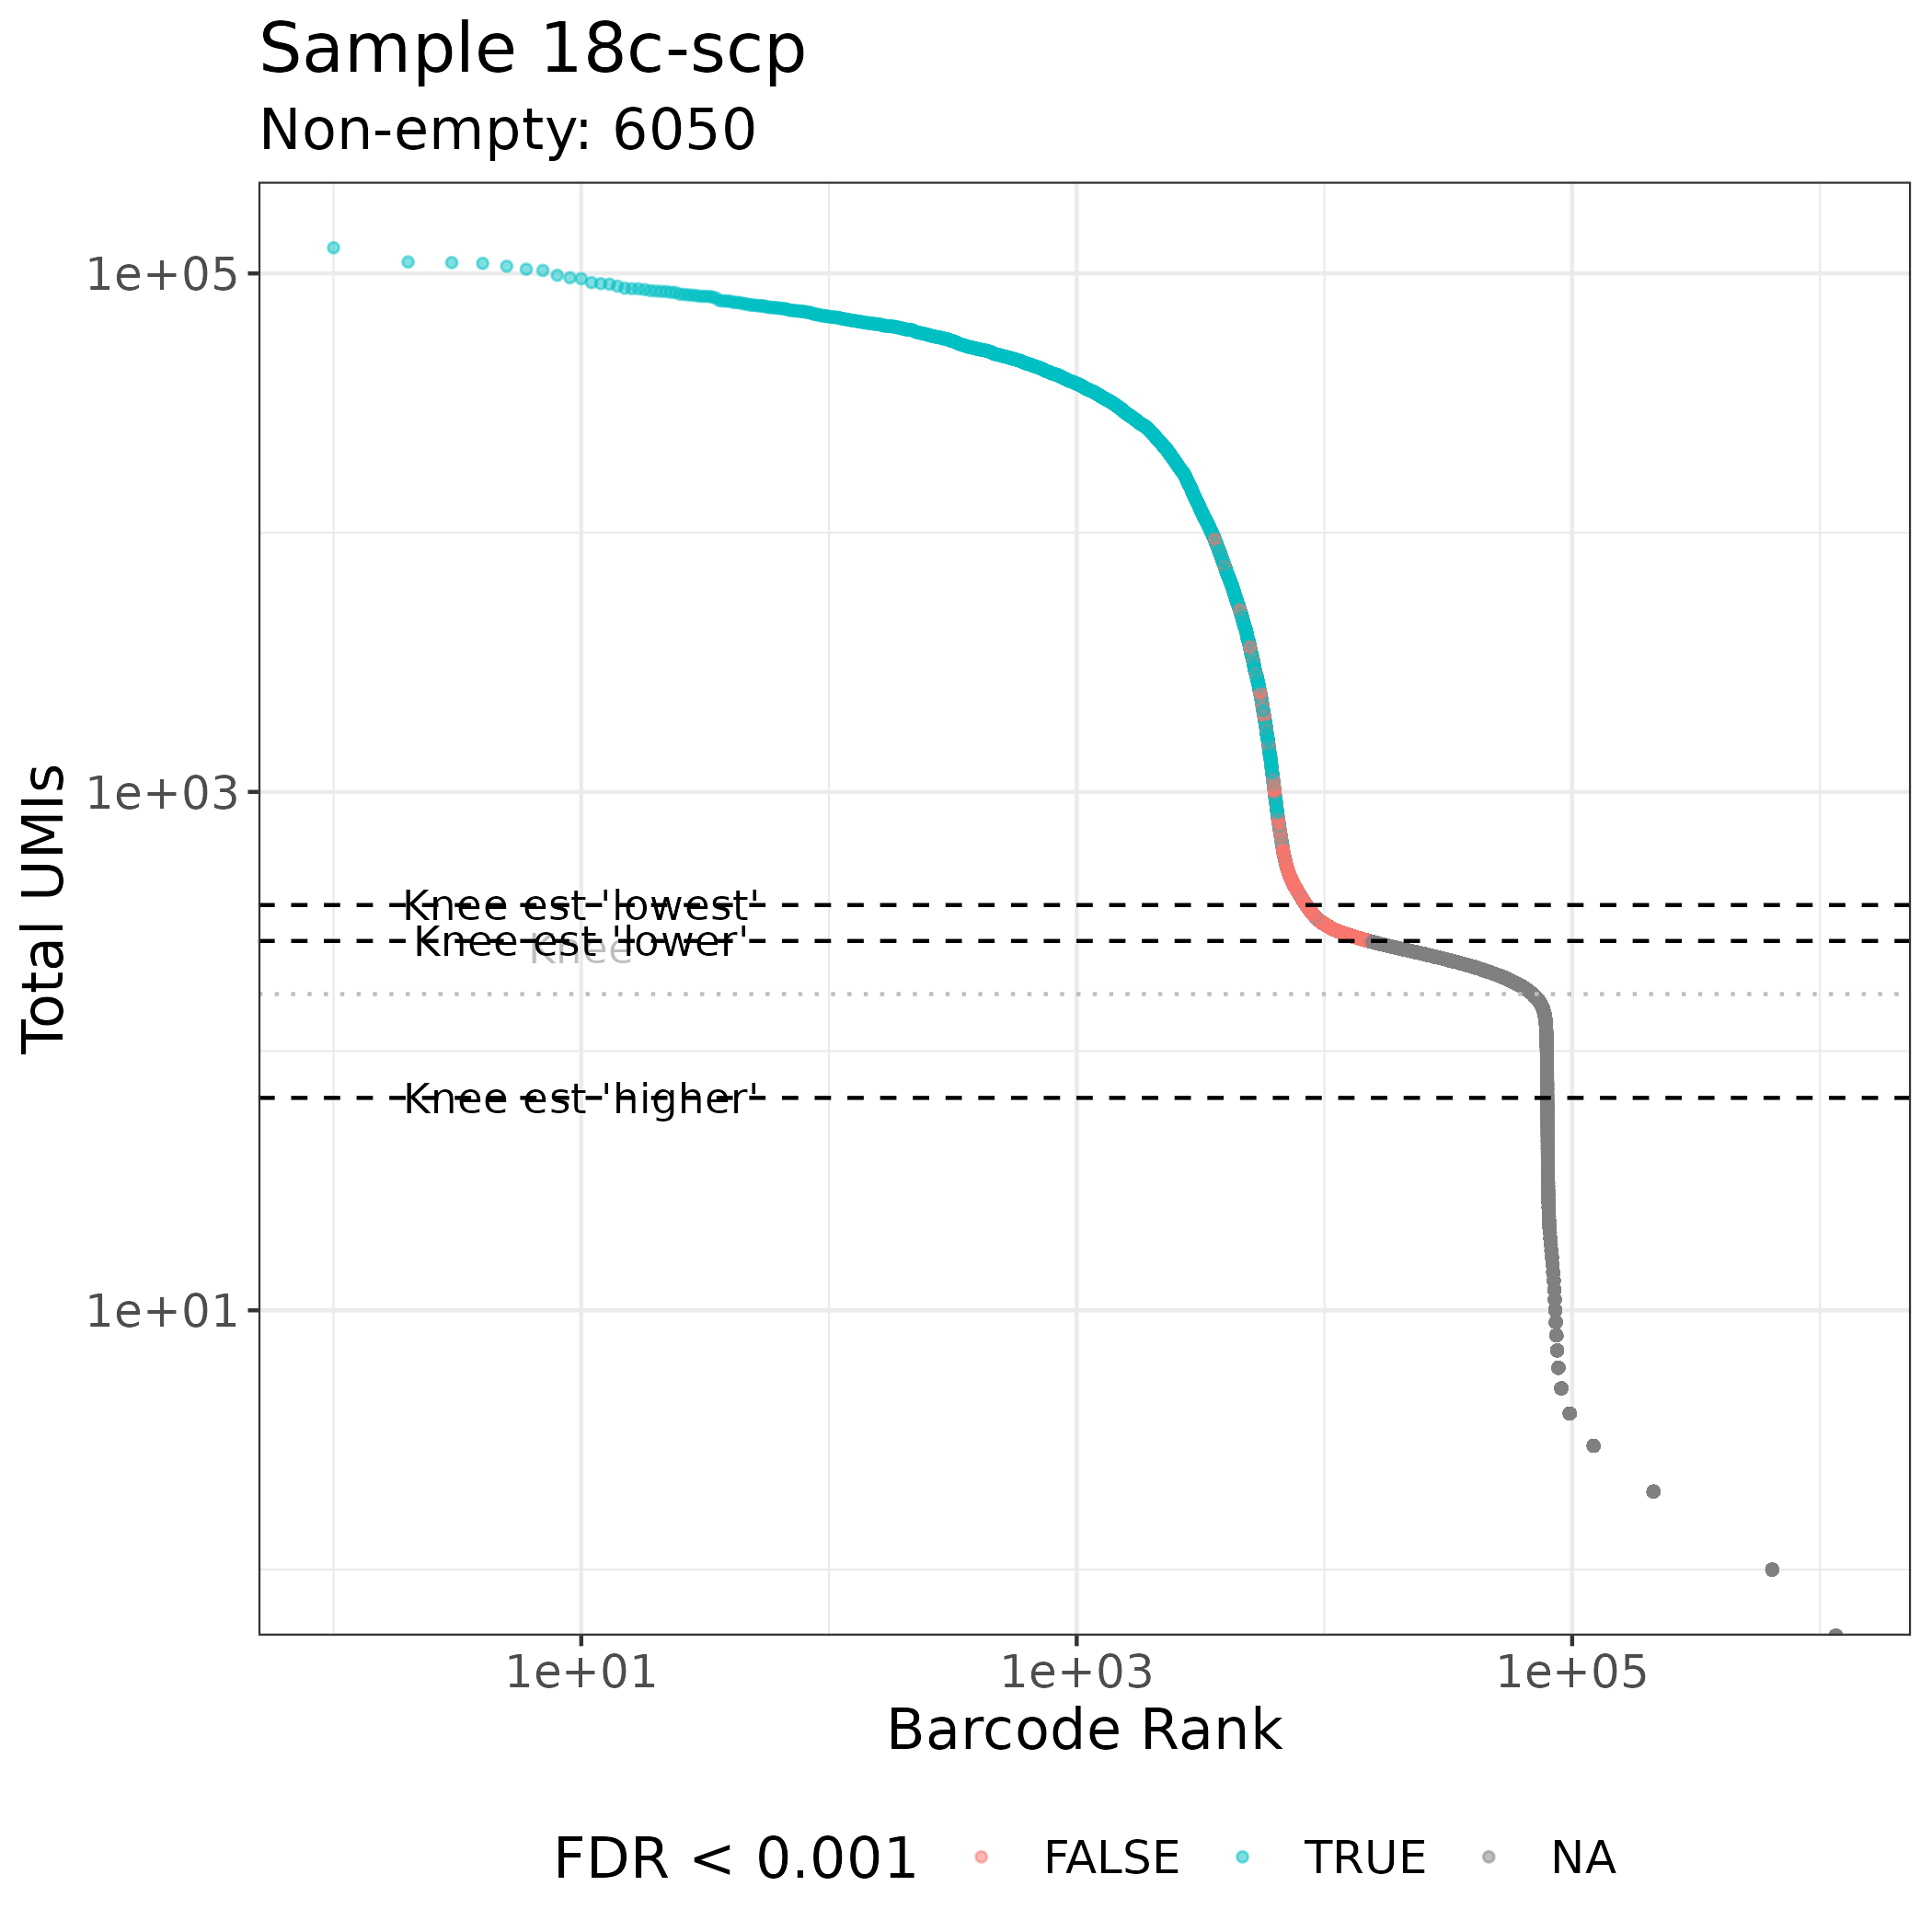 Sample 18c-scp
Non-empty: 6050
1e+05
1e+03
1e+01
Total UMIs
Knee est 'lowest'
Knee est 'lower'
Knee
Knee est 'higher'
1e+01 1e+03 1e+05
Barcode Rank
FDR < 0.001 FALSE TRUE NA